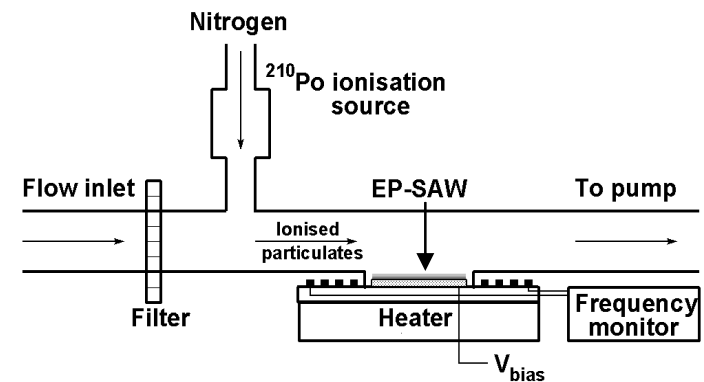 Nitrogen
210Po ionisation
source
Flow inlet
EP-SAW
To pump
Ionised
particulates
Filter
Heater
Frequency
monitor
Vbias